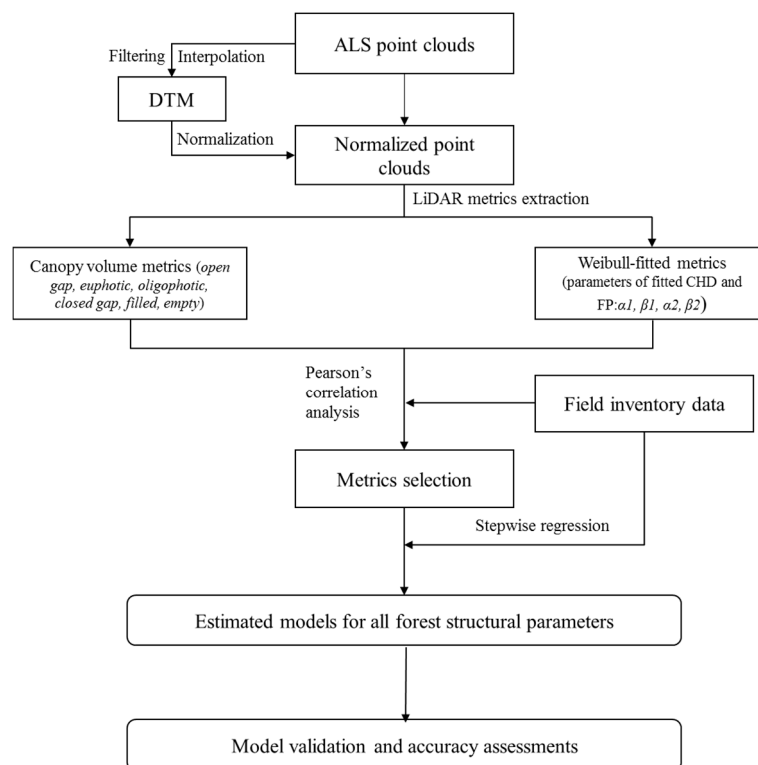 ALS point clouds
Filtering Interpolation
DTM
Normalization
Normalized point
clouds
LiDAR metrics extraction
Canopy volume metrics (open
gap, euphotic, oligophotic,
closed gap, filled, empty)
Weibull-fitted metrics
(parameters of fitted CHD and
FP:α1, β1, α2, β2)
Pearson’s
correlation
analysis
Field inventory data
Metrics selection
Stepwise regression
Estimated models for all forest structural parameters
Model validation and accuracy assessments